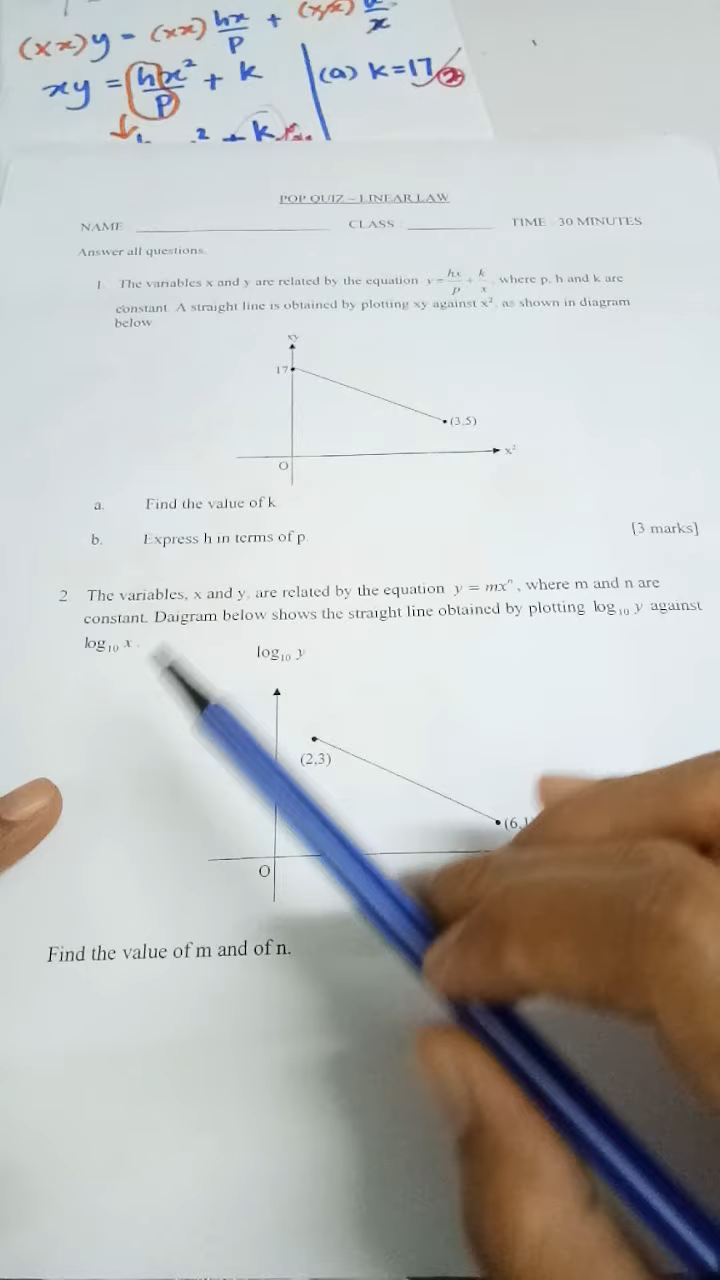 (xx)y = (xx) hx/p + (x/x) k/x
xy = hx²/p + k
(a) k = 17
POP QUIZ – LINEAR LAW
NAME CLASS TIME : 30 MINUTES
Answer all questions.
1 The variables x and y are related by the equation y = hx/p + k/x, where p, h and k are
constant. A straight line is obtained by plotting xy against x², as shown in diagram
below
xy
17
(3,5)
x²
O
a. Find the value of k
b. Express h in terms of p.
[3 marks]
2 The variables, x and y, are related by the equation y = mxⁿ, where m and n are
constant. Daigram below shows the straight line obtained by plotting log₁₀ y against
log₁₀ x.
log₁₀ y
(2,3)
(6,1
O
Find the value of m and of n.